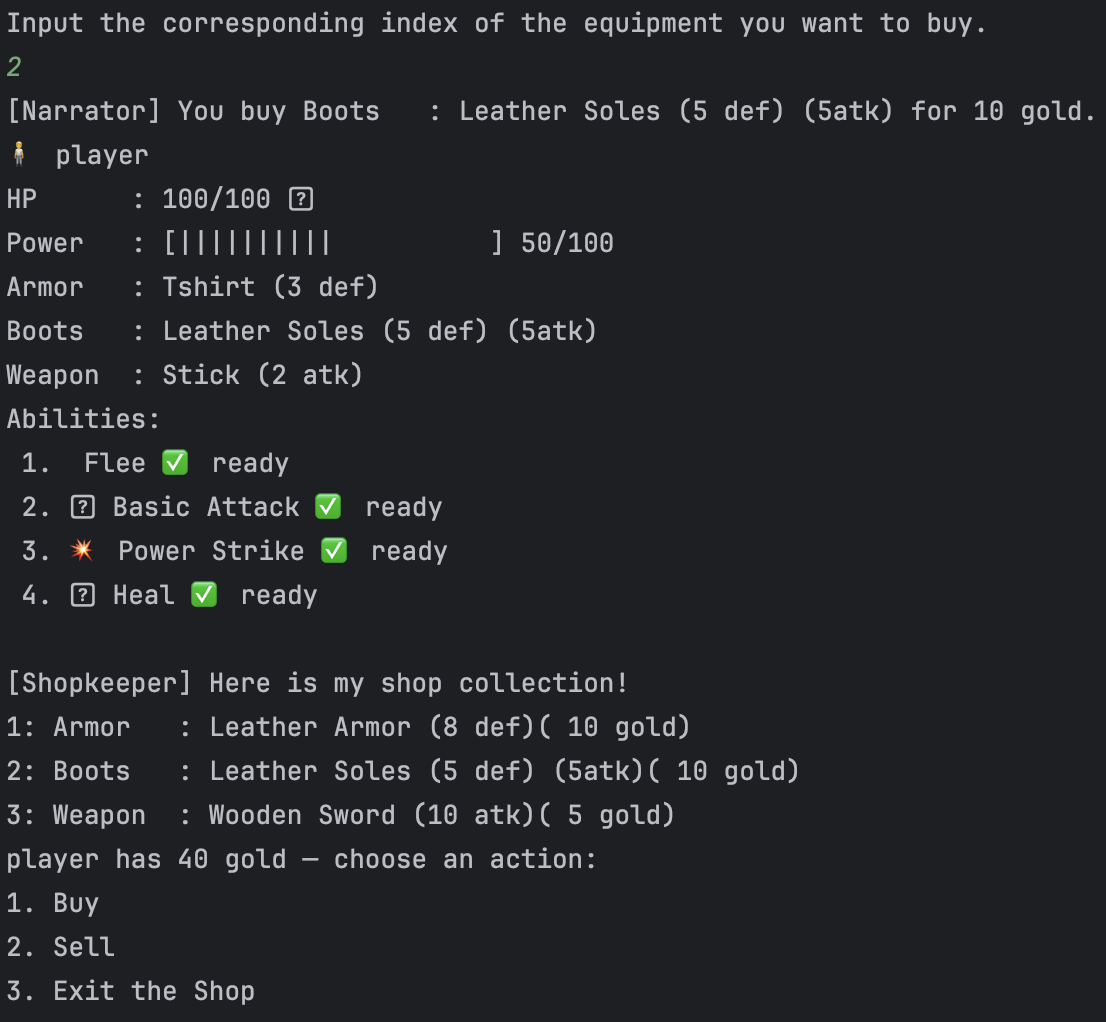 Input the corresponding index of the equipment you want to buy.
2
[Narrator] You buy Boots   : Leather Soles (5 def) (5atk) for 10 gold.
🧍 player
HP      : 100/100 [?]
Power   : [||||||||||          ] 50/100
Armor   : Tshirt (3 def)
Boots   : Leather Soles (5 def) (5atk)
Weapon  : Stick (2 atk)
Abilities:
 1.  Flee ✅ ready
 2. [?] Basic Attack ✅ ready
 3. 💥 Power Strike ✅ ready
 4. [?] Heal ✅ ready
[Shopkeeper] Here is my shop collection!
1: Armor   : Leather Armor (8 def)( 10 gold)
2: Boots   : Leather Soles (5 def) (5atk)( 10 gold)
3: Weapon  : Wooden Sword (10 atk)( 5 gold)
player has 40 gold — choose an action:
1. Buy
2. Sell
3. Exit the Shop